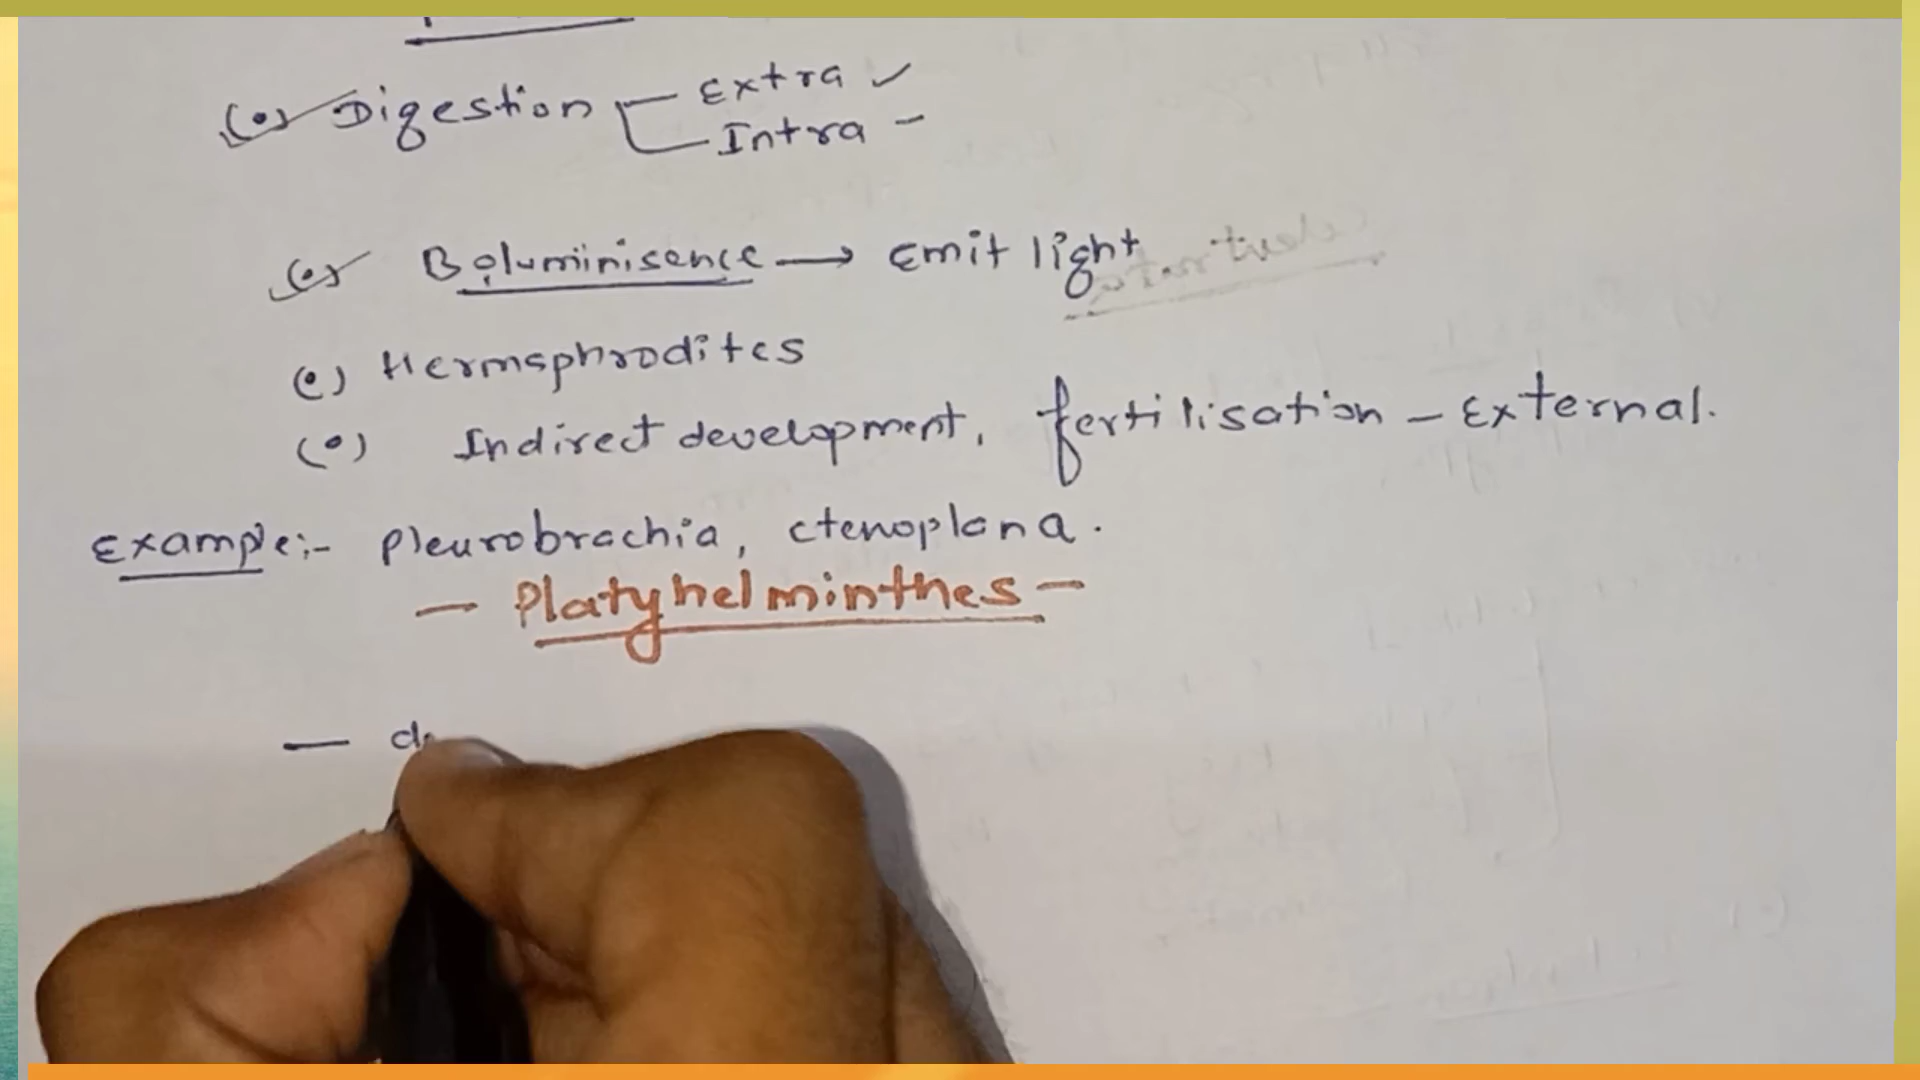 (•) Digestion Extra ✓
Intra -
(•) Boluminisence → Emit light
(•) Hermaphrodites
(•) Indirect development, fertilisation - External.
Example:- Pleurobrachia, ctenoplana.
- Platyhelminthes -
-